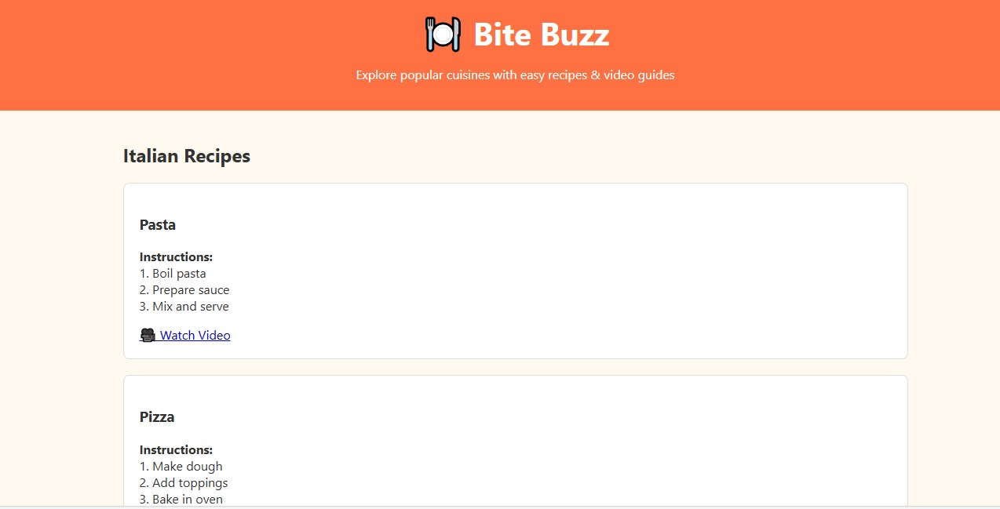 Bite Buzz
Explore popular cuisines with easy recipes & video guides
Italian Recipes
Pasta
Instructions:
1. Boil pasta
2. Prepare sauce
3. Mix and serve
Watch Video
Pizza
Instructions:
1. Make dough
2. Add toppings
3. Bake in oven